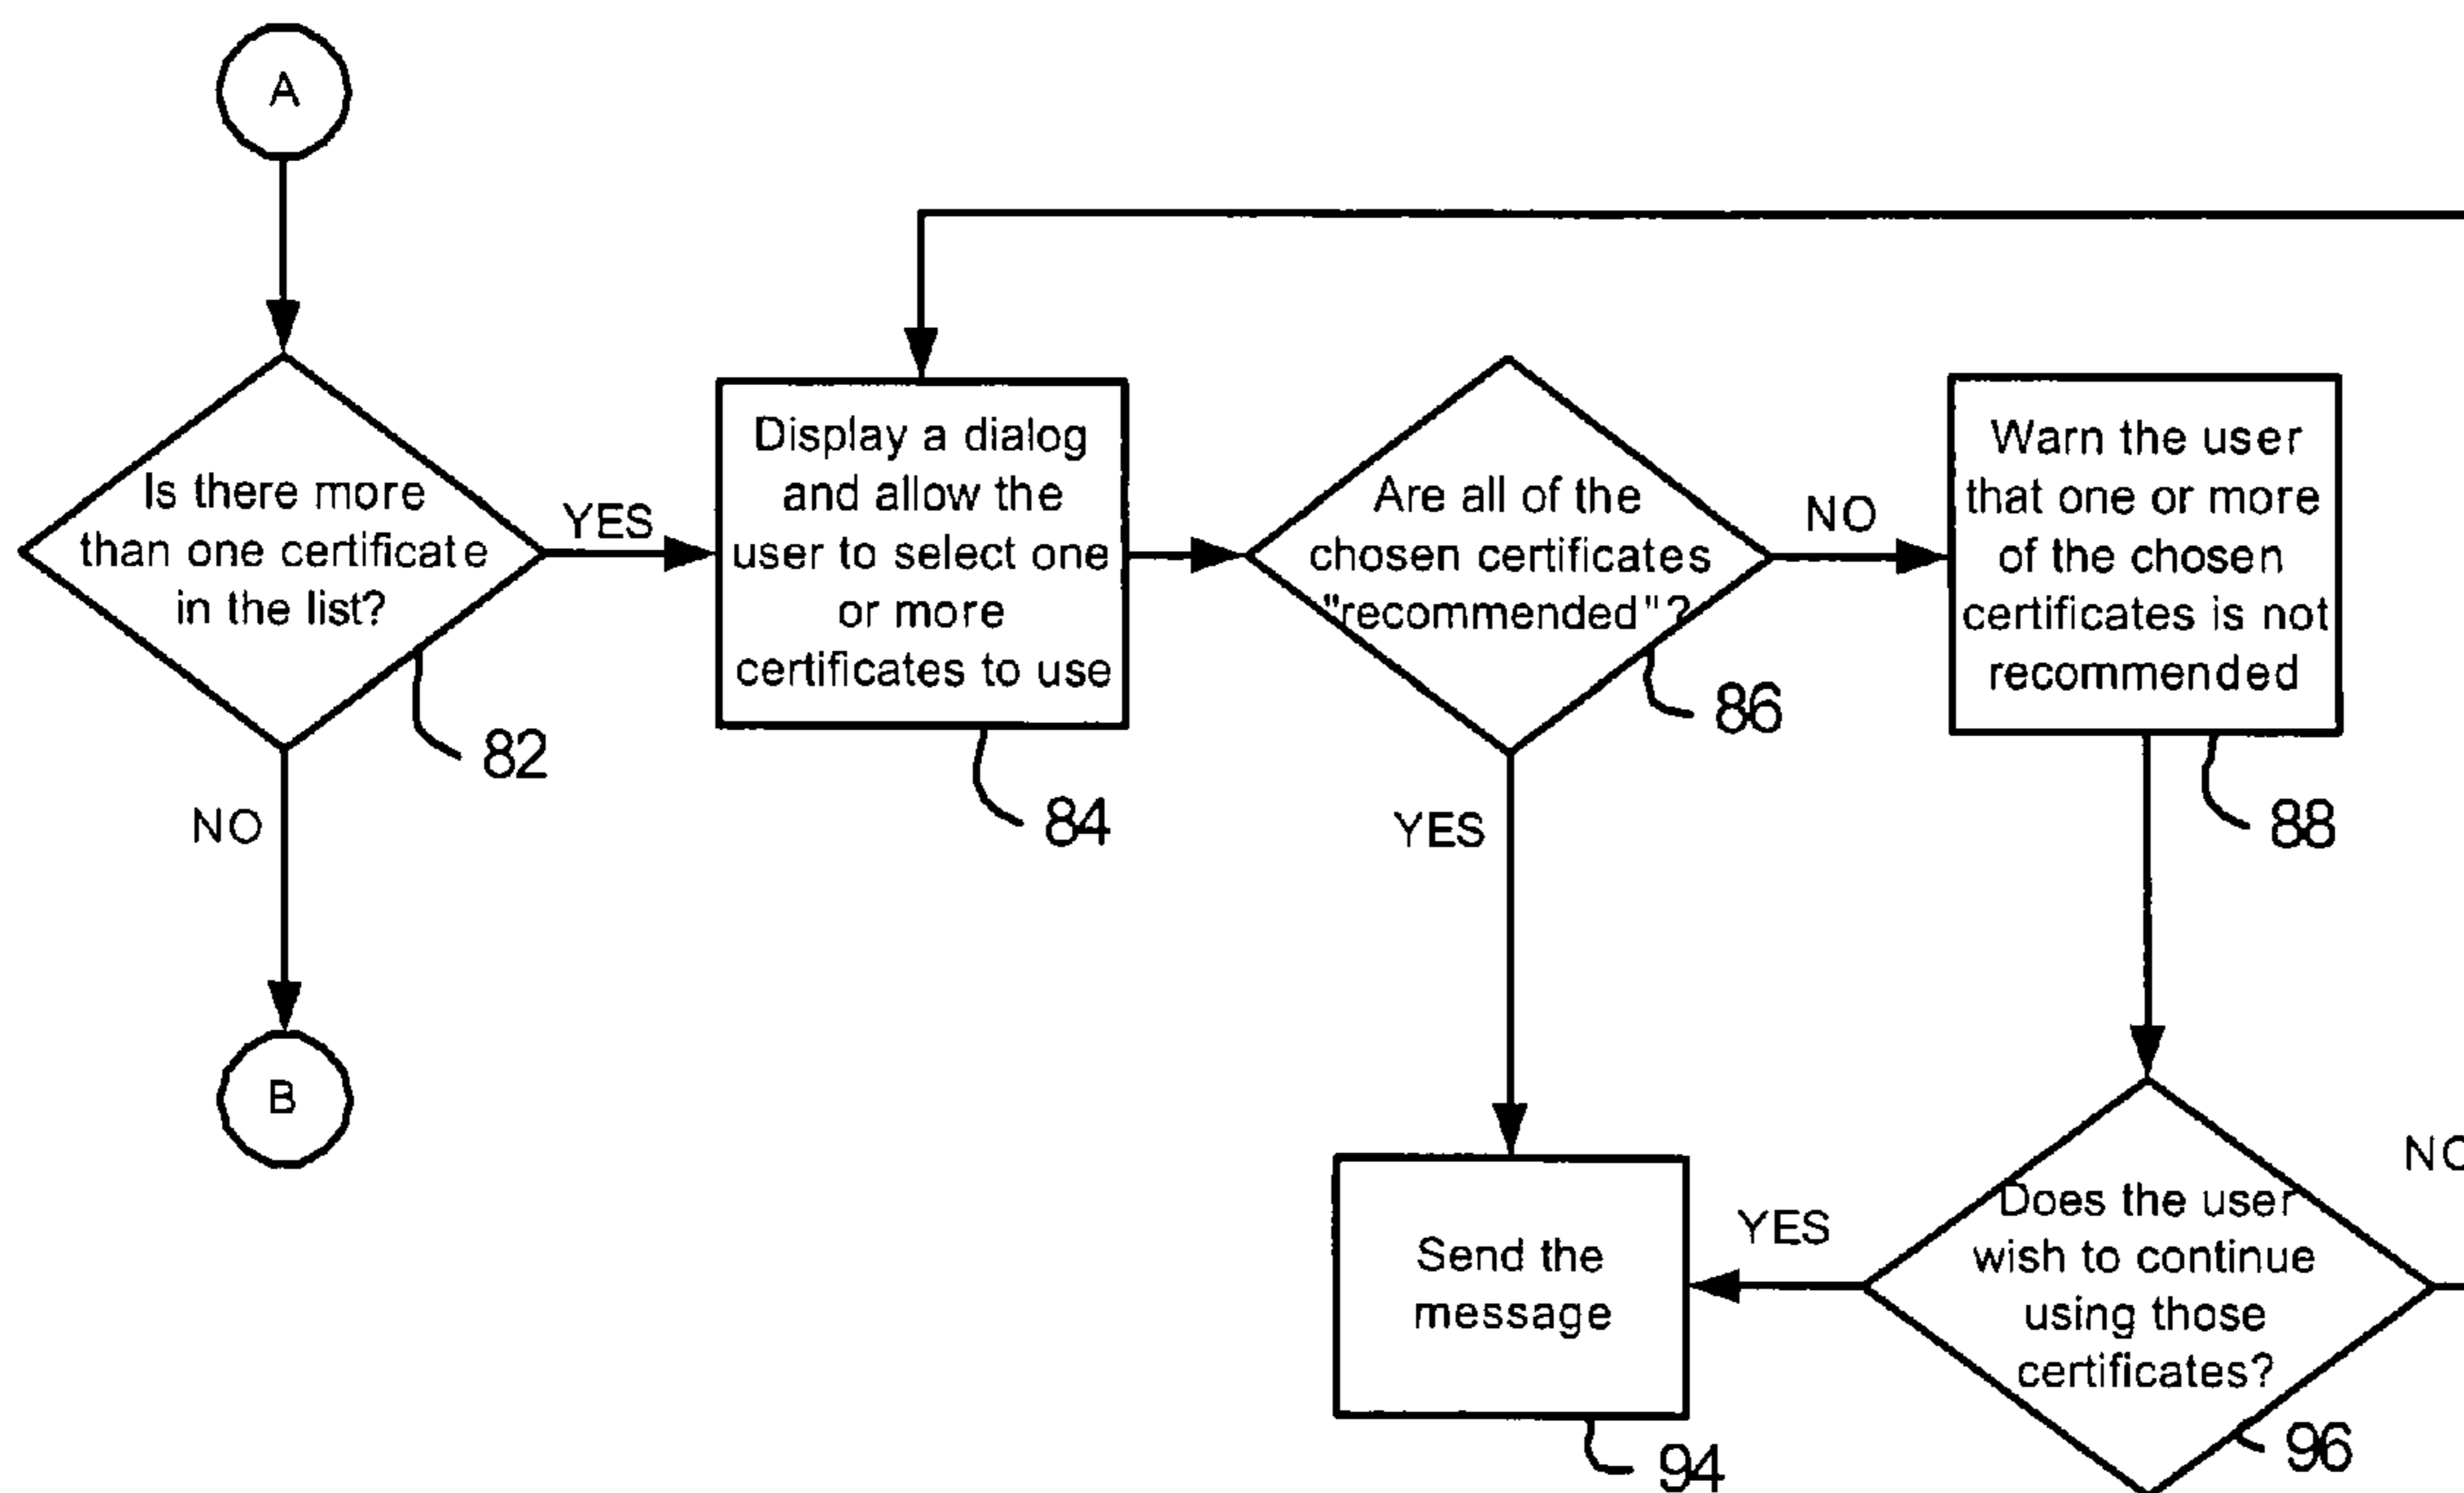 A
Is there more
than one certificate
in the list?
82
YES
NO
B
Display a dialog
and allow the
user to select one
or more
certificates to use
84
Are all of the
chosen certificates
"recommended"?
86
NO
YES
Warn the user
that one or more
of the chosen
certificates is not
recommended
88
Send the
message
94
YES
Does the user
wish to continue
using those
certificates?
96